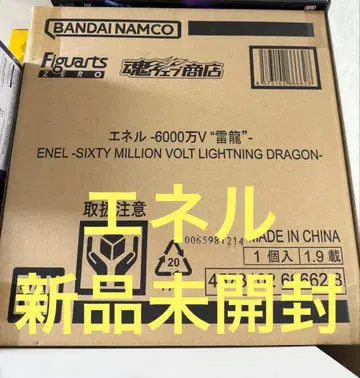 BANDAI NAMCO
Figuarts
ZERO
魂ウェブ商店
エネル -6000万V “雷龍”-
ENEL -SIXTY MILLION VOLT LIGHTNING DRAGON-
エネル
取扱注意
0065981214
MADE IN CHINA
1個入
1.9載
20
新品未開封